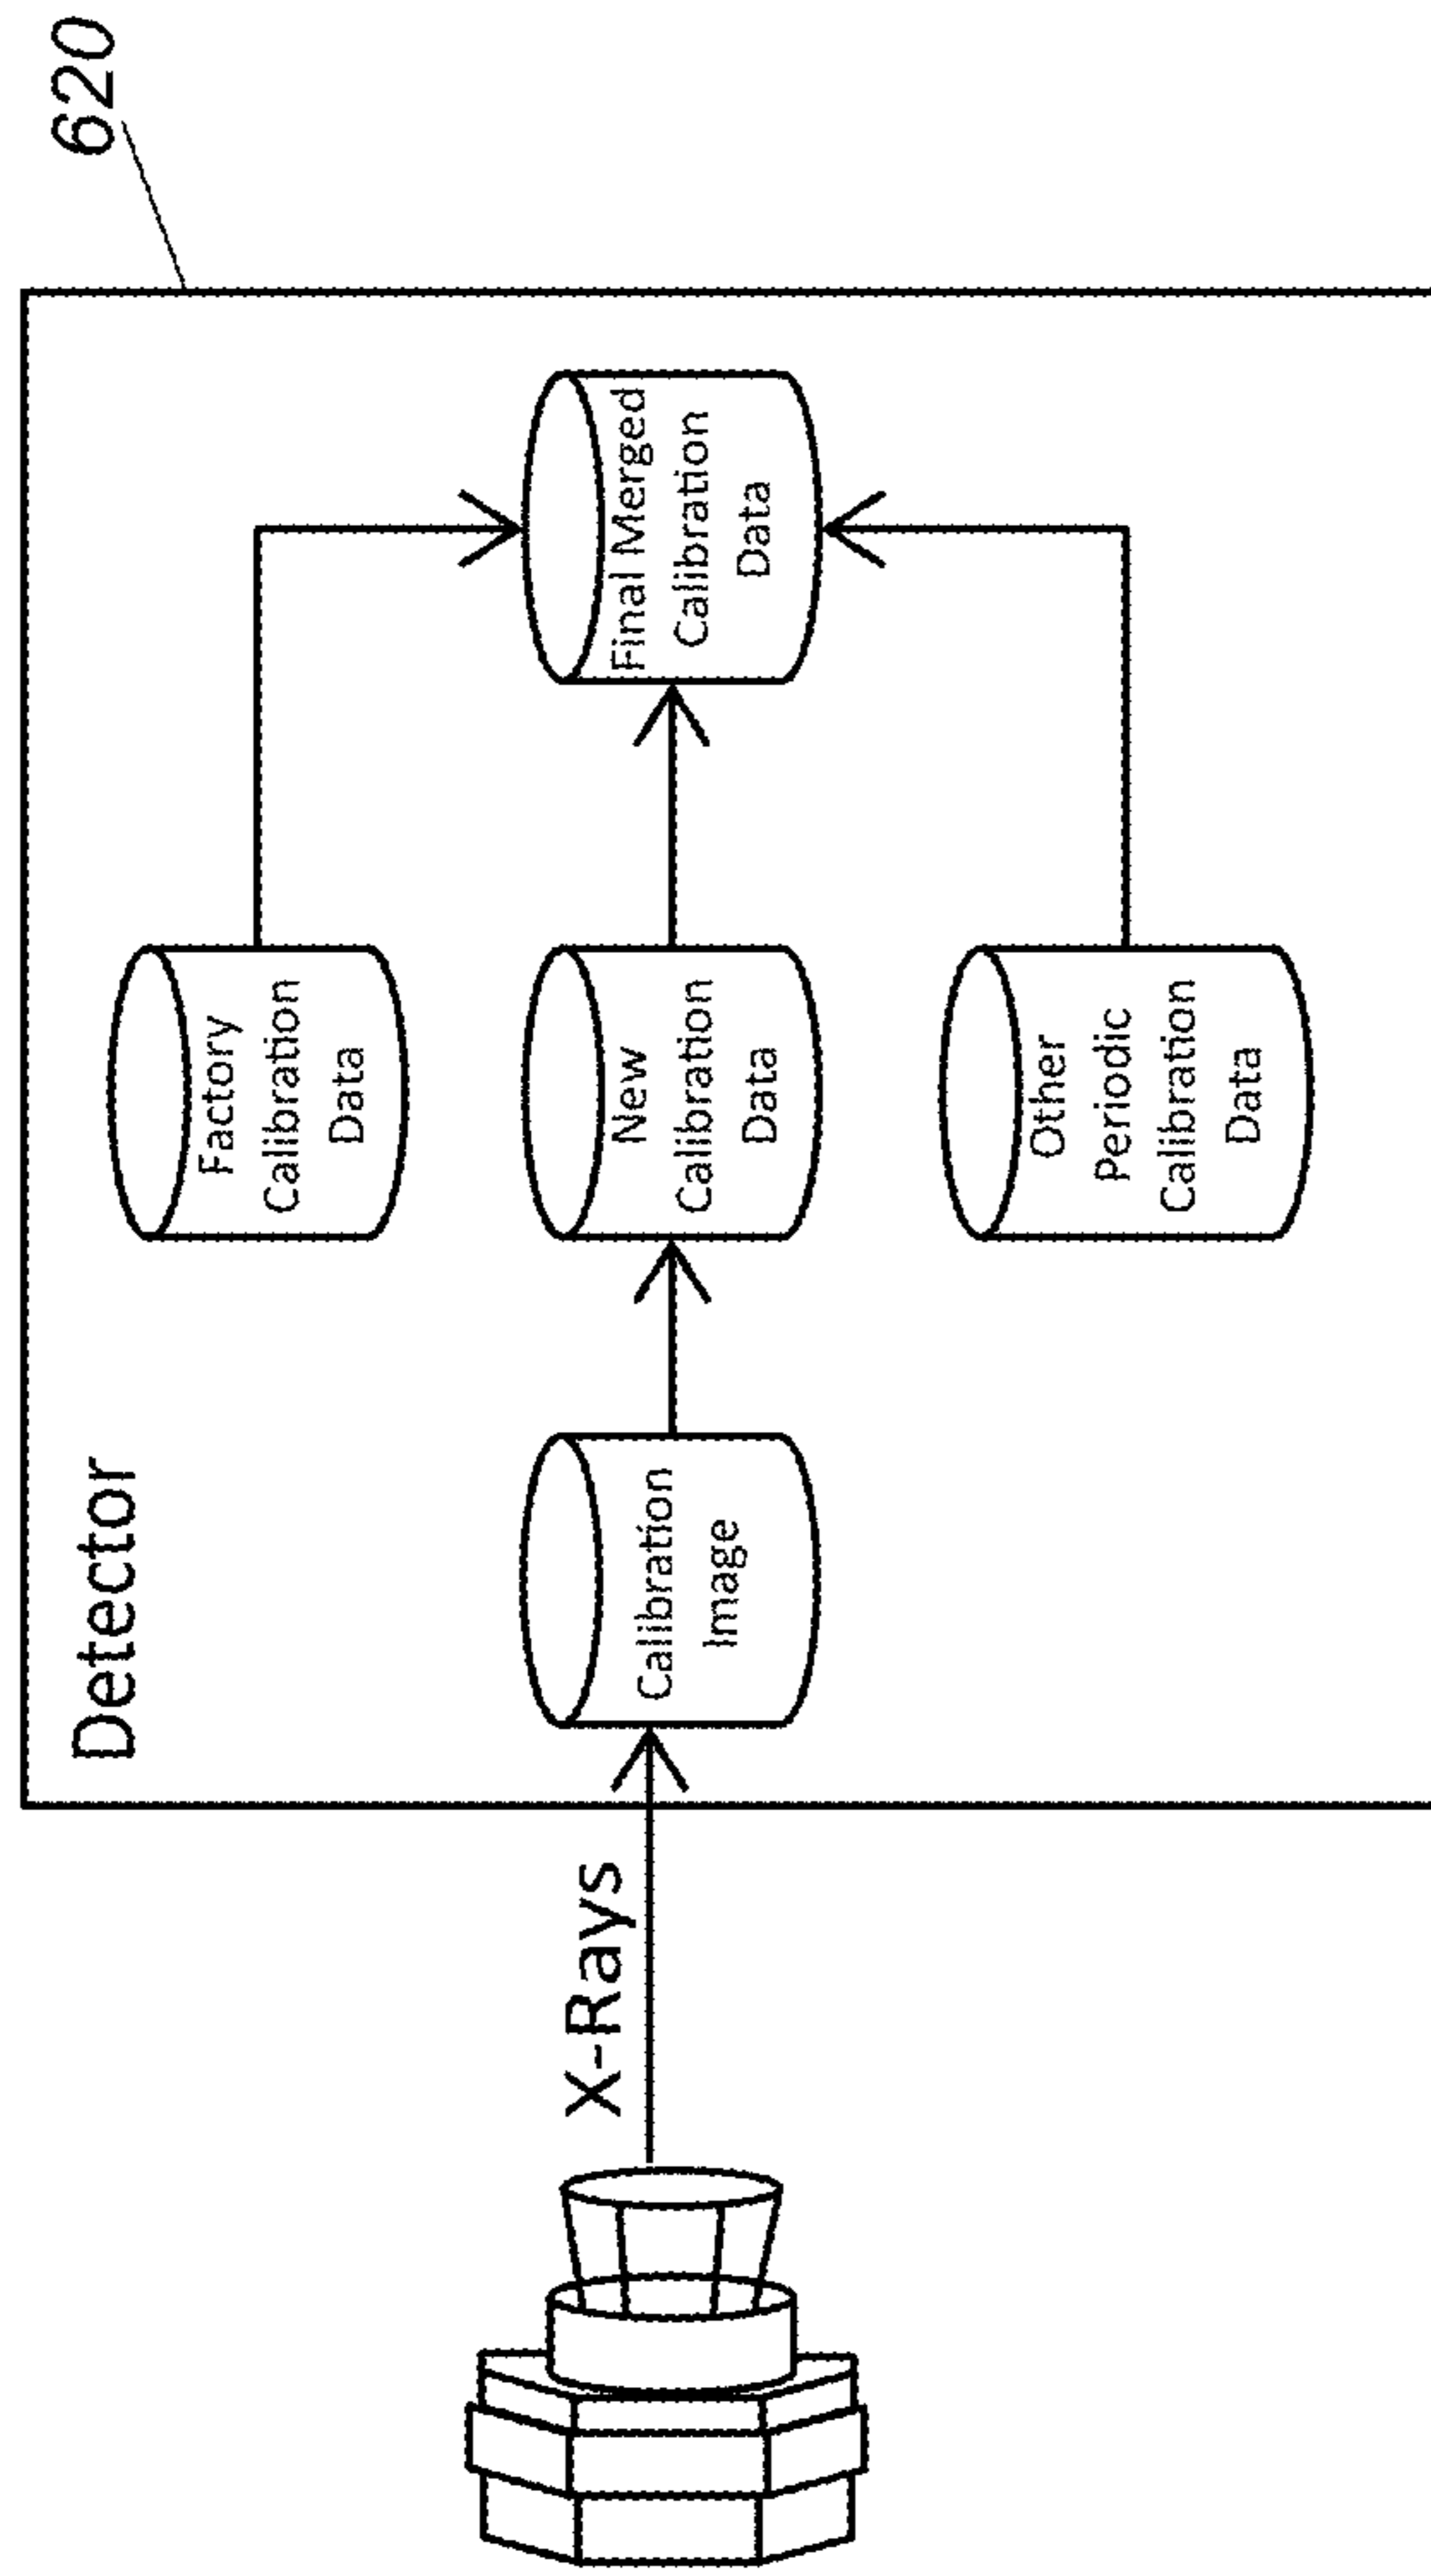 620
Detector
X-Rays
Calibration
Image
Factory
Calibration
Data
New
Calibration
Data
Other
Periodic
Calibration
Data
Final Merged
Calibration
Data